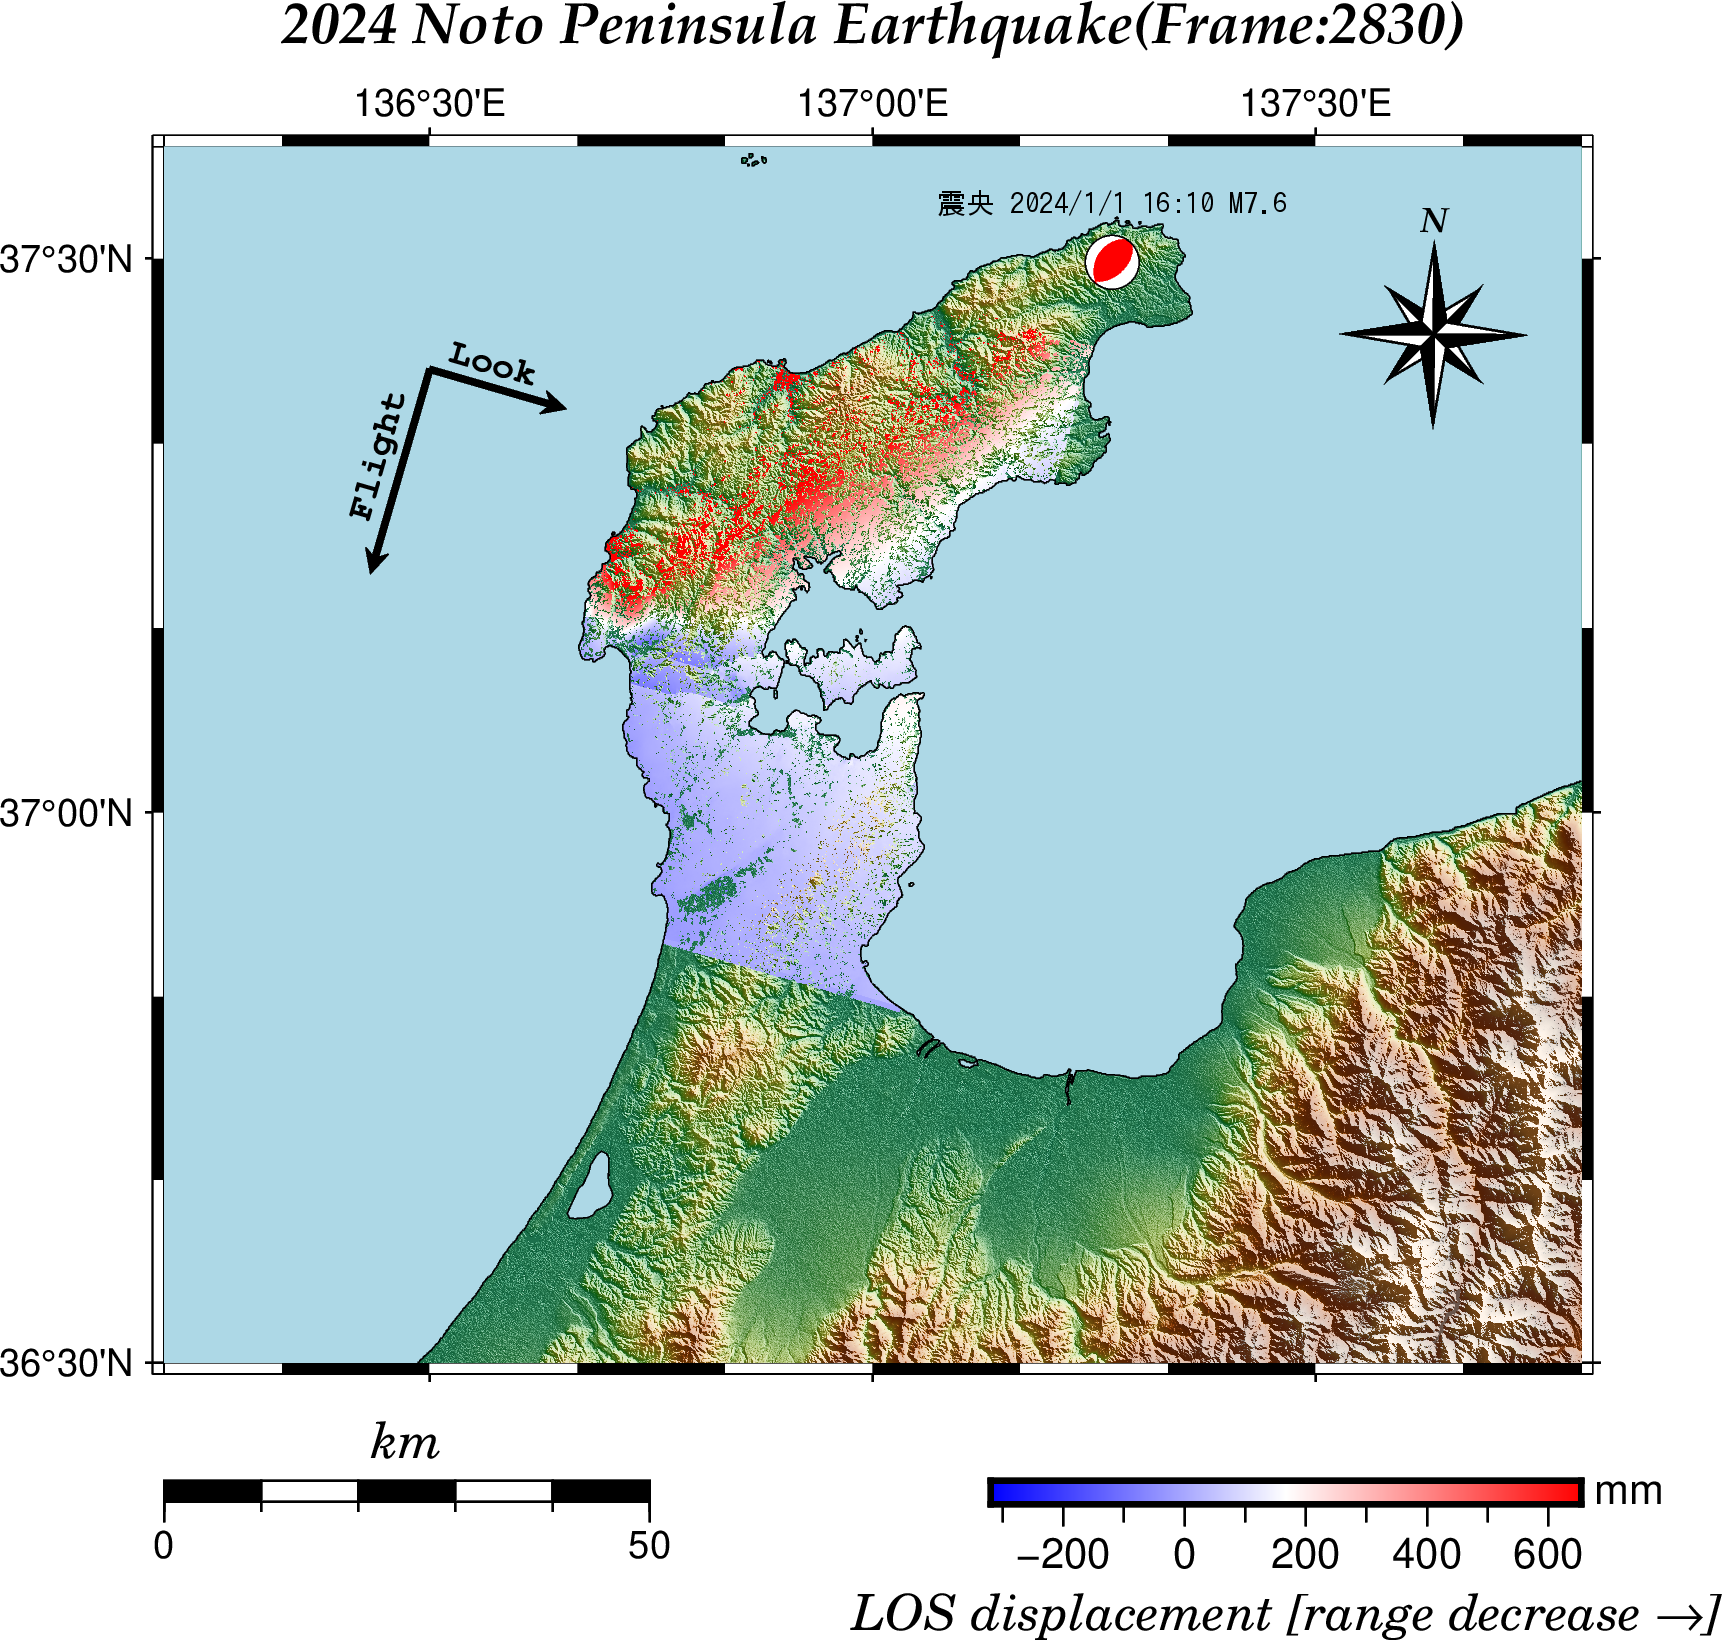 2024 Noto Peninsula Earthquake(Frame:2830)
136°30'E 137°00'E 137°30'E
震央 2024/1/1 16:10 M7.6
N
37°30'N
Look
Flight
37°00'N
36°30'N
km
0 50
mm
−200 0 200 400 600
LOS displacement [range decrease →]